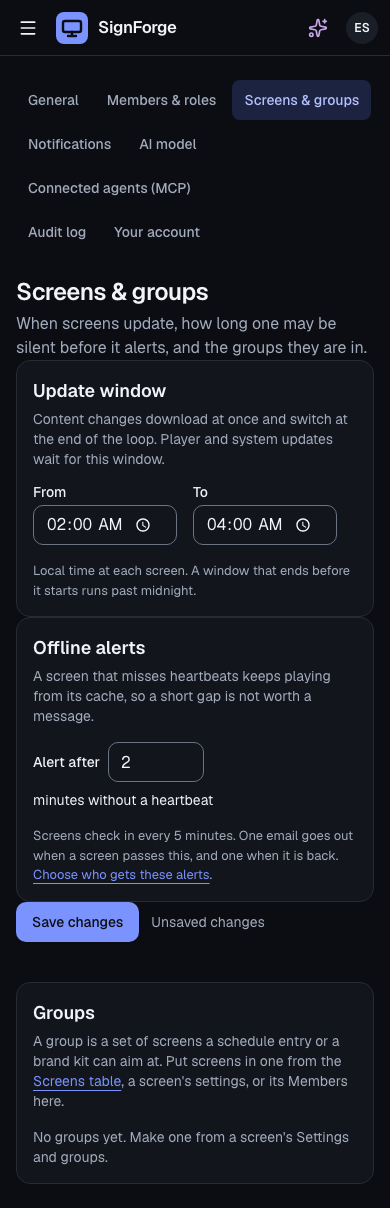 SignForge
ES
General
Members & roles
Screens & groups
Notifications
AI model
Connected agents (MCP)
Audit log
Your account
Screens & groups
When screens update, how long one may be
silent before it alerts, and the groups they are in.
Update window
Content changes download at once and switch at
the end of the loop. Player and system updates
wait for this window.
From
To
02:00 AM
04:00 AM
Local time at each screen. A window that ends before
it starts runs past midnight.
Offline alerts
A screen that misses heartbeats keeps playing
from its cache, so a short gap is not worth a
message.
Alert after 2
minutes without a heartbeat
Screens check in every 5 minutes. One email goes out
when a screen passes this, and one when it is back.
Choose who gets these alerts.
Save changes
Unsaved changes
Groups
A group is a set of screens a schedule entry or a
brand kit can aim at. Put screens in one from the
Screens table, a screen's settings, or its Members
here.
No groups yet. Make one from a screen's Settings
and groups.